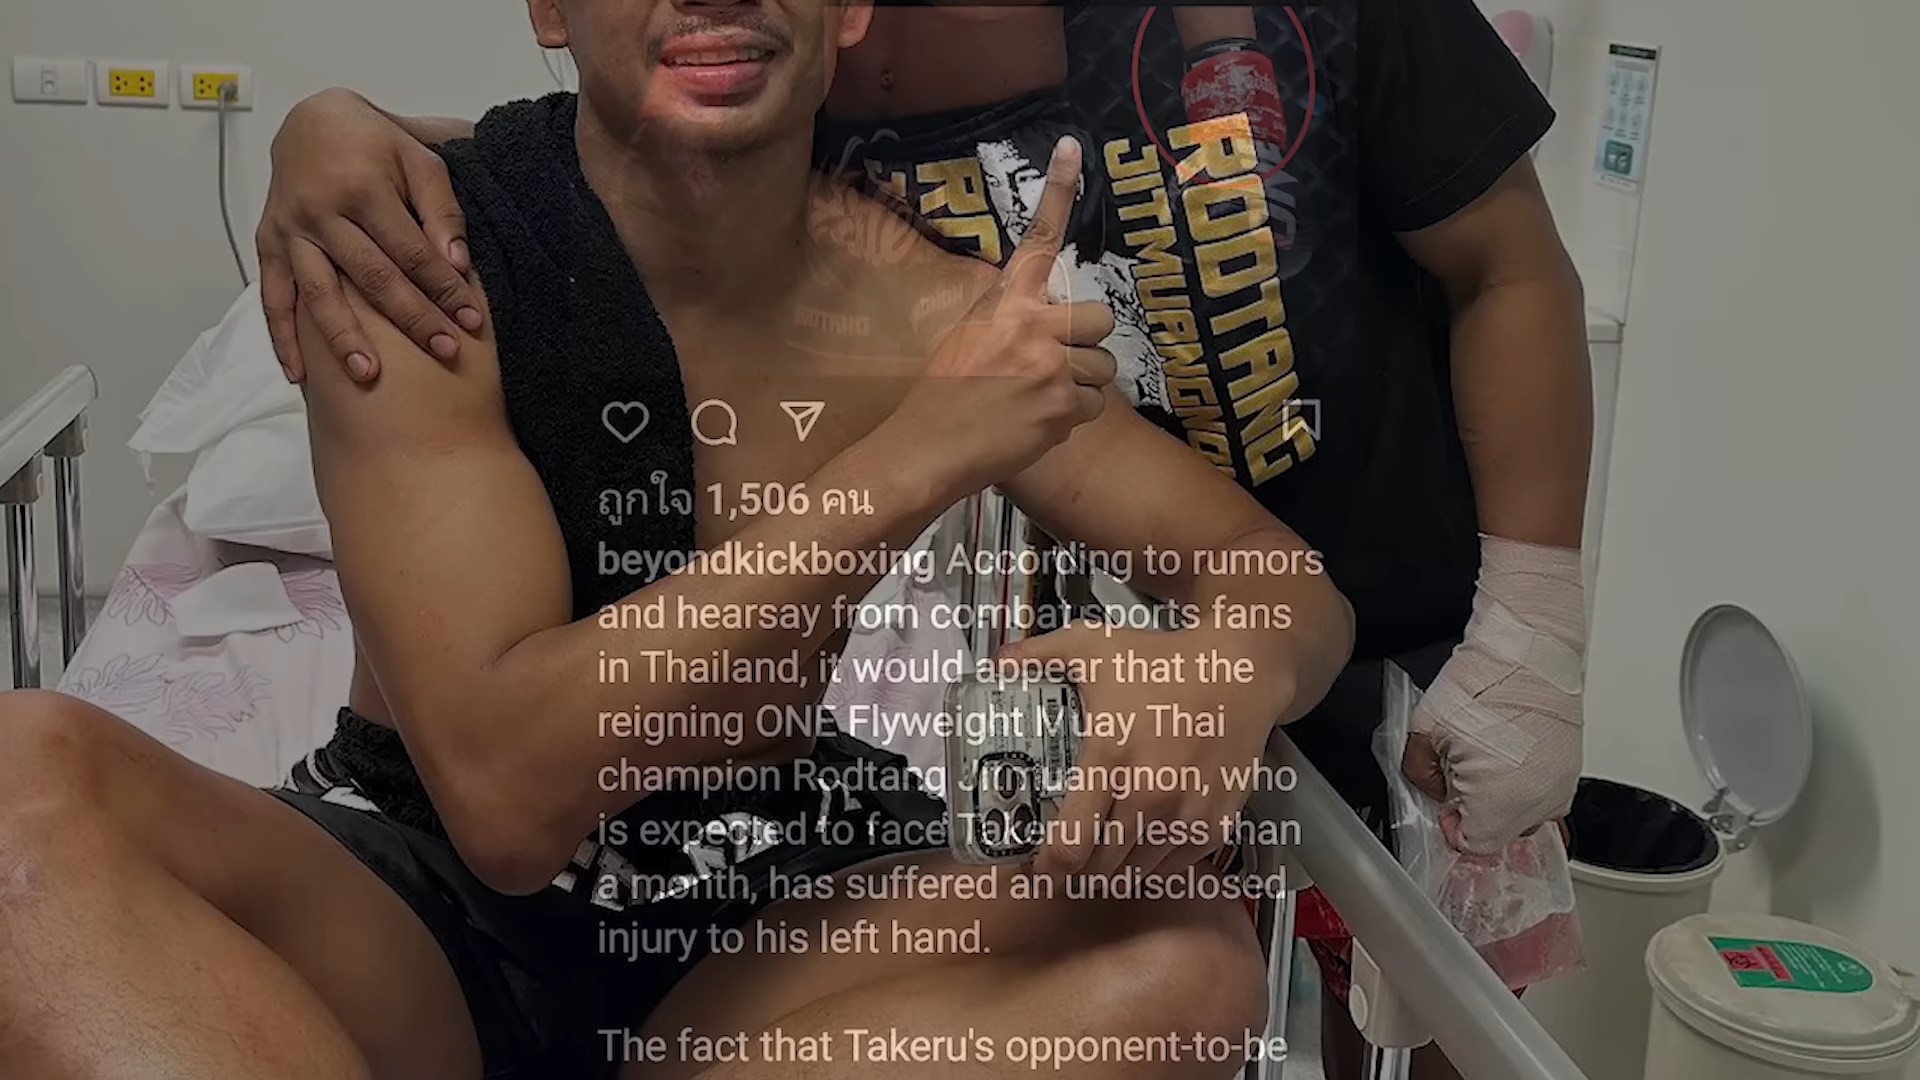 RODTANG
JITMUANGNON
ถูกใจ 1,506 คน
beyondkickboxing According to rumors
and hearsay from combat sports fans
in Thailand, it would appear that the
reigning ONE Flyweight Muay Thai
champion Rodtang Jitmuangnon, who
is expected to face Takeru in less than
a month, has suffered an undisclosed
injury to his left hand.
The fact that Takeru's opponent-to-be